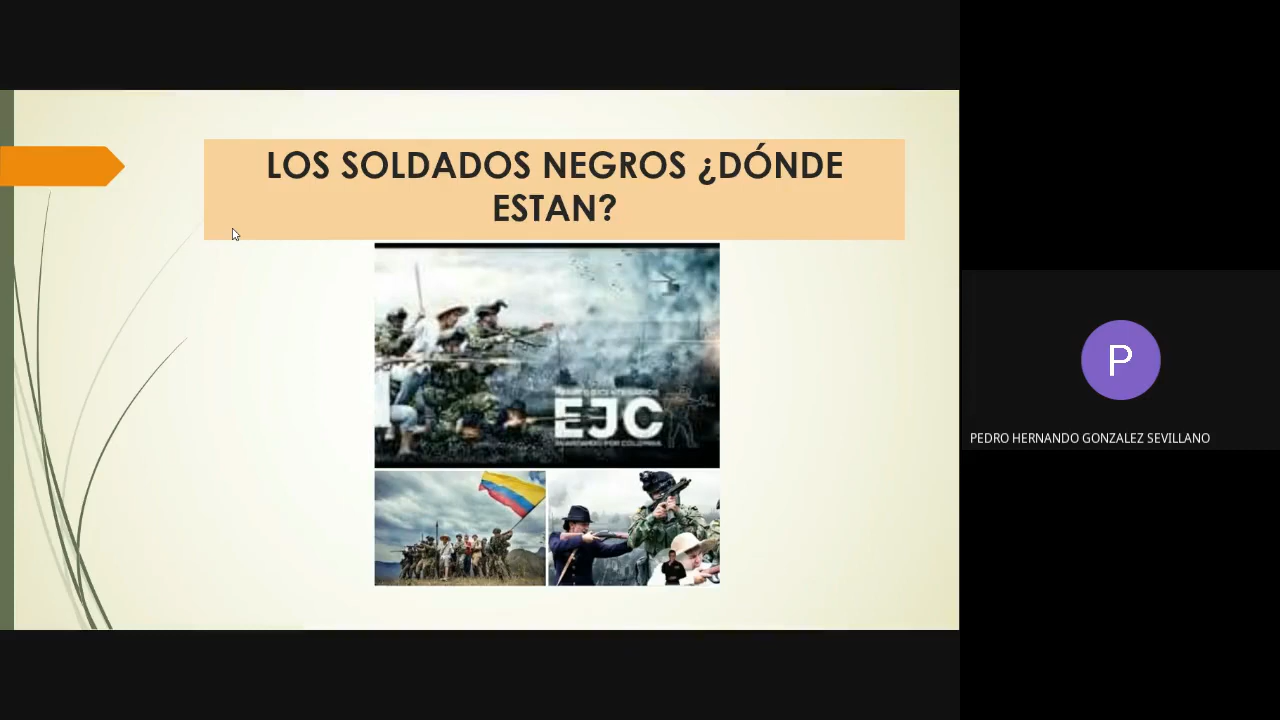 LOS SOLDADOS NEGROS ¿DÓNDE
ESTAN?
EJC
P
PEDRO HERNANDO GONZALEZ SEVILLANO